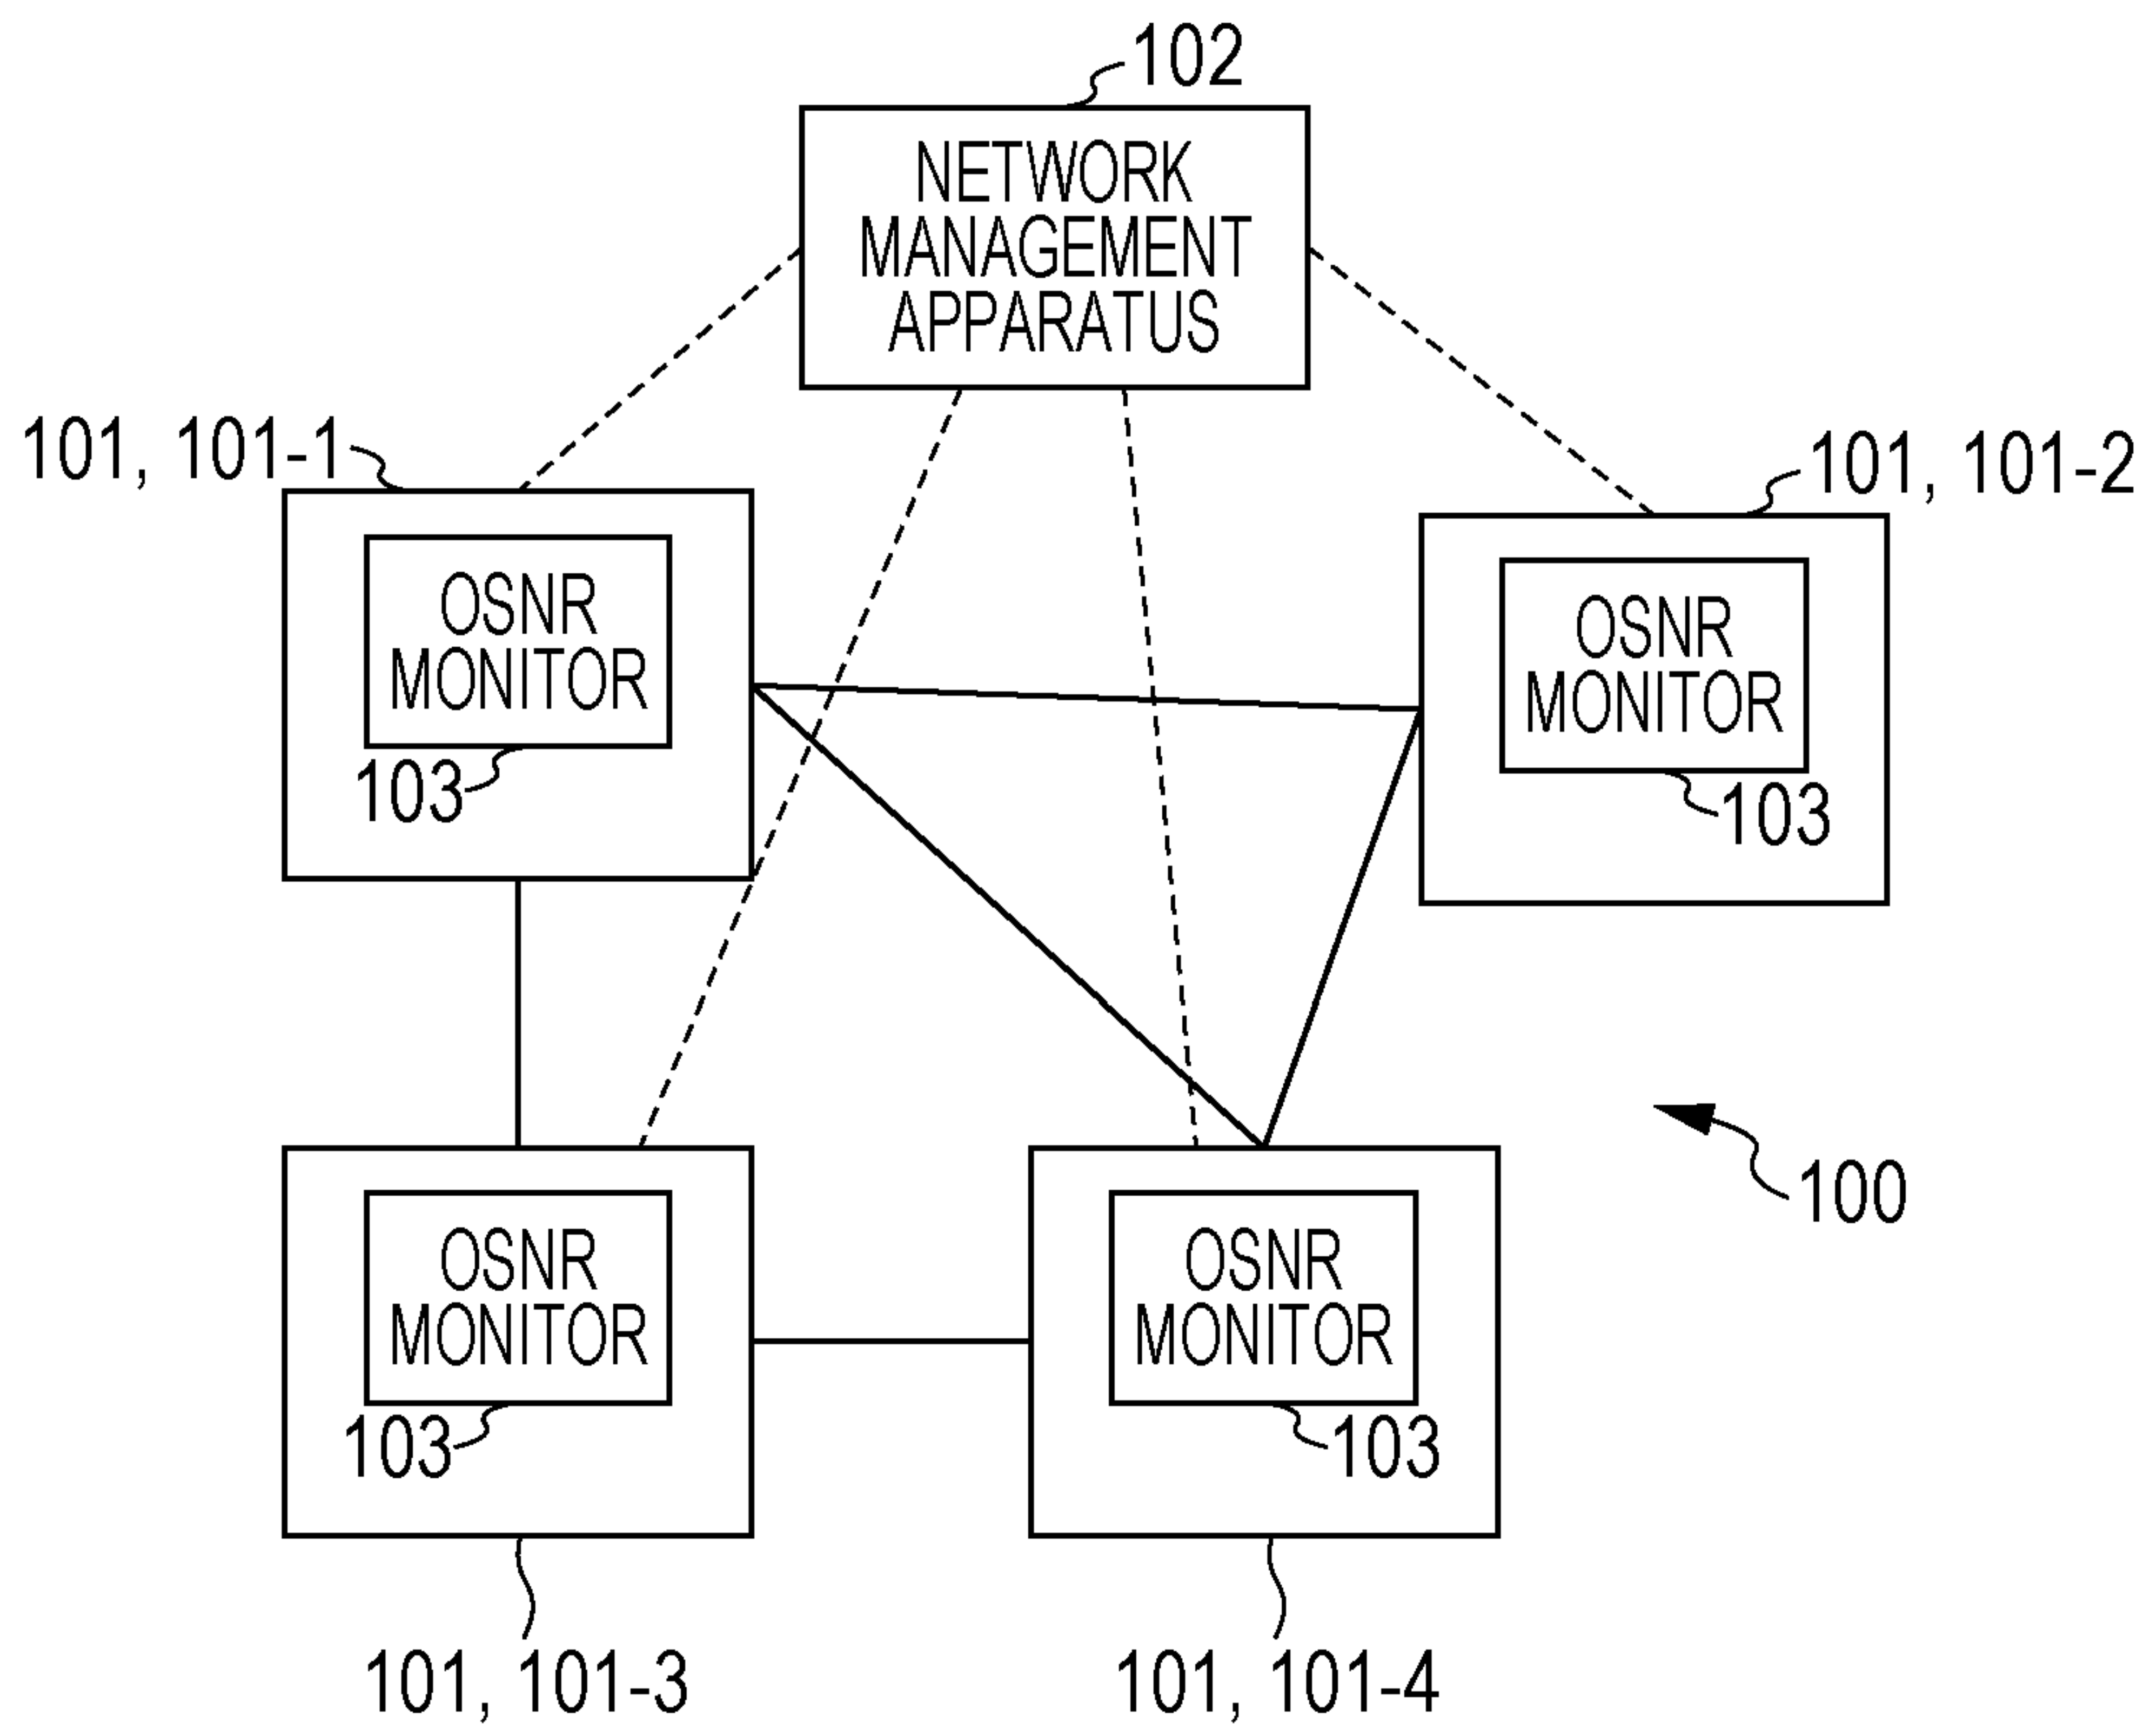 102
NETWORK
MANAGEMENT
APPARATUS
101, 101-1
101, 101-2
OSNR
MONITOR
103
OSNR
MONITOR
103
100
OSNR
MONITOR
103
OSNR
MONITOR
103
101, 101-3
101, 101-4